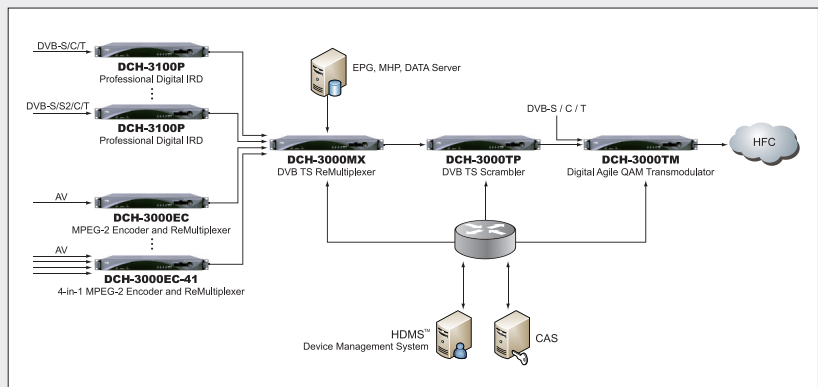 DVB-S/C/T
DCH-3100P
Professional Digital IRD
DVB-S/S2/C/T
DCH-3100P
Professional Digital IRD
EPG, MHP, DATA Server
DVB-S / C / T
DCH-3000MX
DVB TS ReMultiplexer
DCH-3000TP
DVB TS Scrambler
DCH-3000TM
Digital Agile QAM Transmodulator
HFC
AV
DCH-3000EC
MPEG-2 Encoder and ReMultiplexer
AV
DCH-3000EC-41
4-in-1 MPEG-2 Encoder and ReMultiplexer
HDMS™
Device Management System
CAS